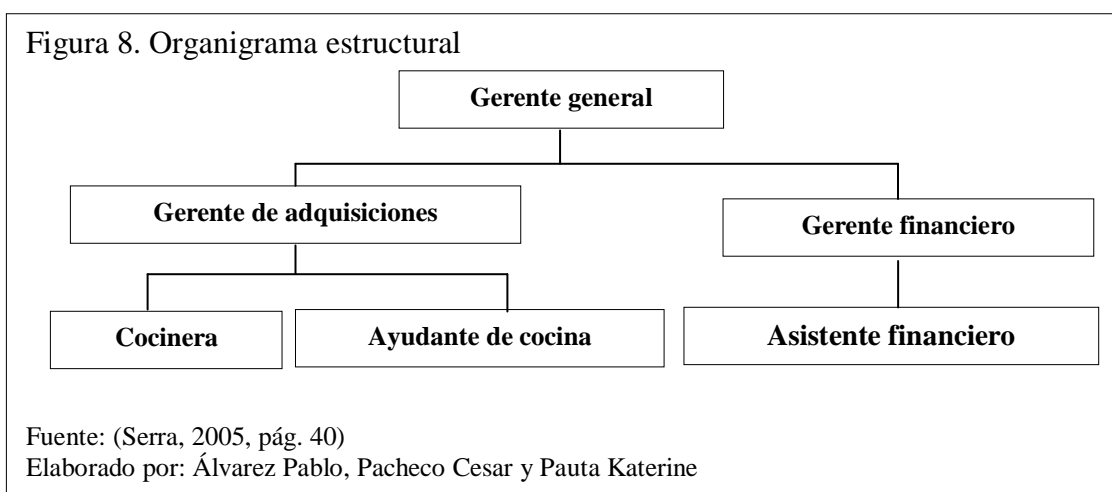 Figura 8. Organigrama estructural
Gerente general
Gerente de adquisiciones
Gerente financiero
Cocinera
Ayudante de cocina
Asistente financiero
Fuente: (Serra, 2005, pág. 40)
Elaborado por: Álvarez Pablo, Pacheco Cesar y Pauta Katerine